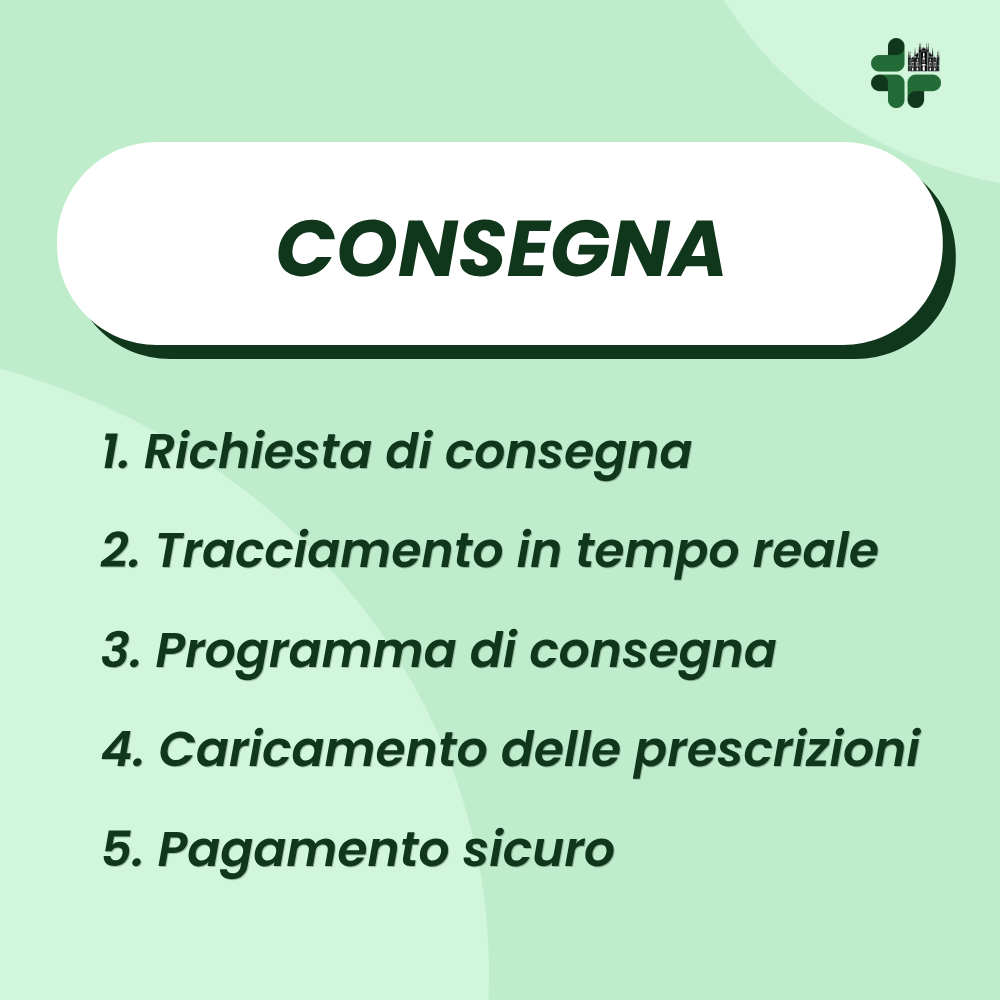 CONSEGNA
1. Richiesta di consegna
2. Tracciamento in tempo reale
3. Programma di consegna
4. Caricamento delle prescrizioni
5. Pagamento sicuro